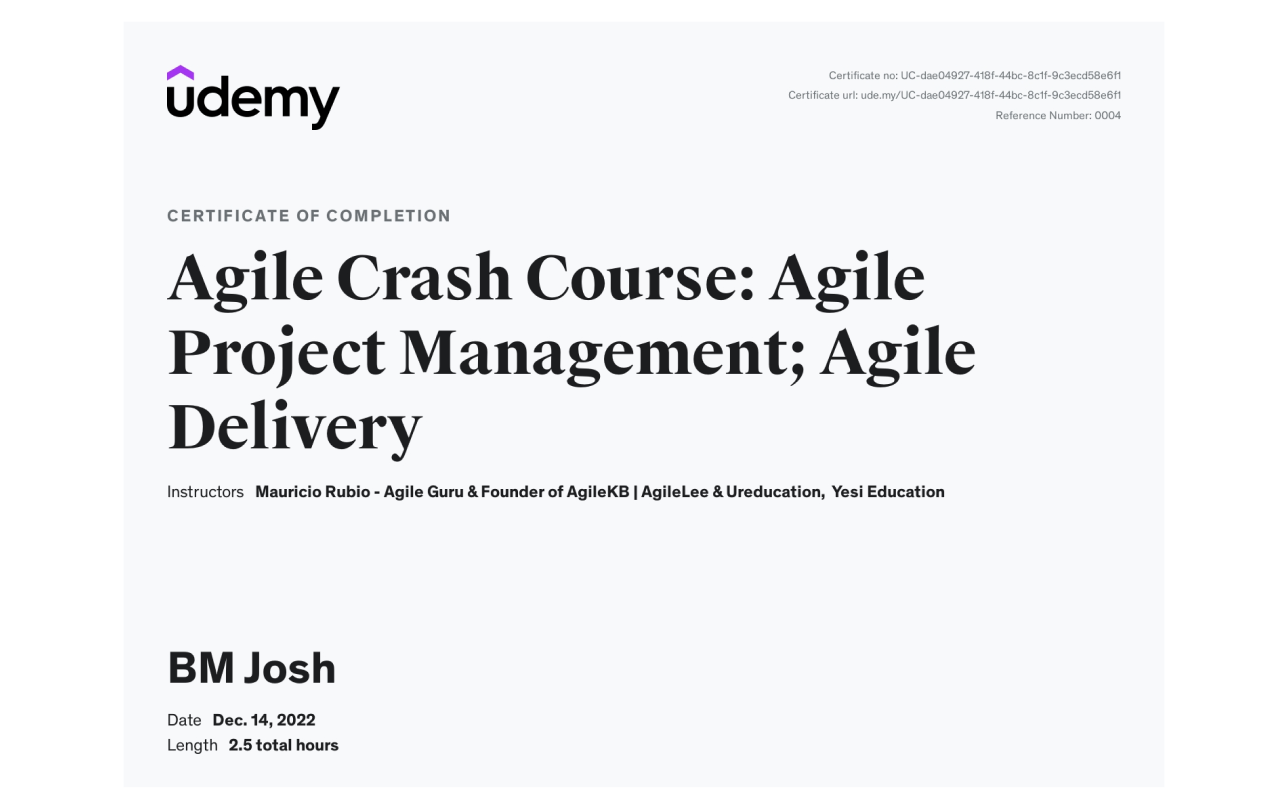 udemy
Certificate no: UC-dae04927-418f-44bc-8c1f-9c3ecd58e6f1
Certificate url: ude.my/UC-dae04927-418f-44bc-8c1f-9c3ecd58e6f1
Reference Number: 0004
CERTIFICATE OF COMPLETION
Agile Crash Course: Agile
Project Management; Agile
Delivery
Instructors Mauricio Rubio - Agile Guru & Founder of AgileKB | AgileLee & Ureducation, Yesi Education
BM Josh
Date Dec. 14, 2022
Length 2.5 total hours